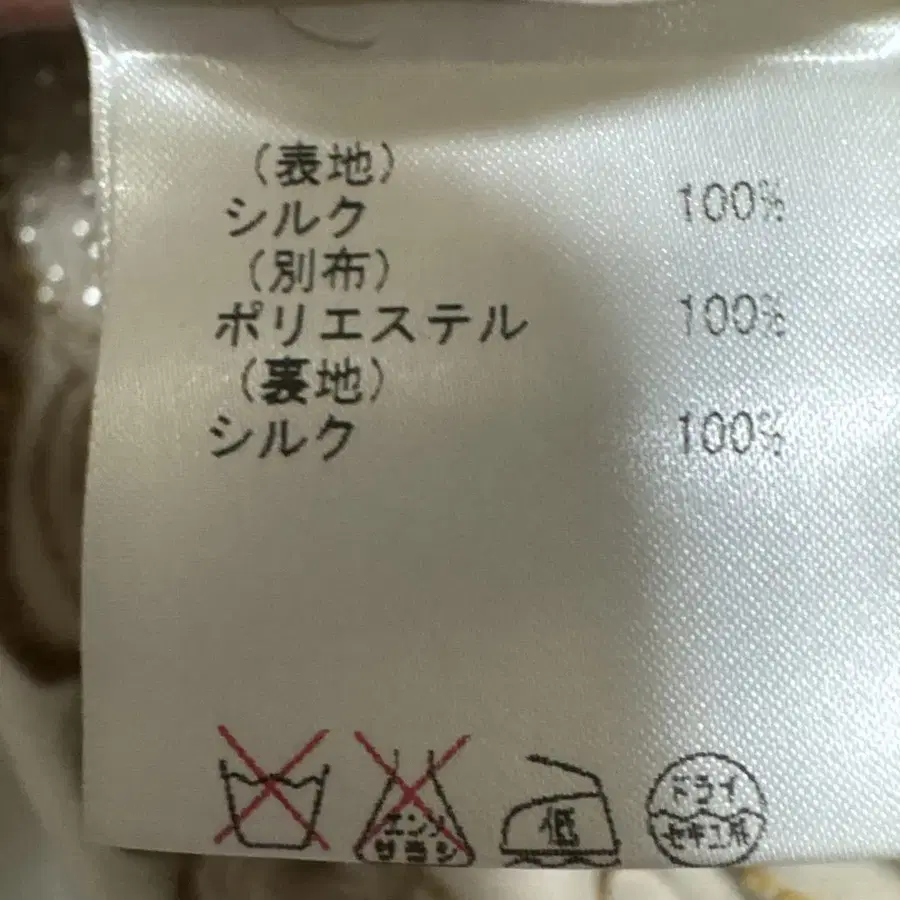 (表地)
シルク 100%
(別布)
ポリエステル 100%
(裏地)
シルク 100%
エンソ
サラシ
低
ドライ
セキユ系